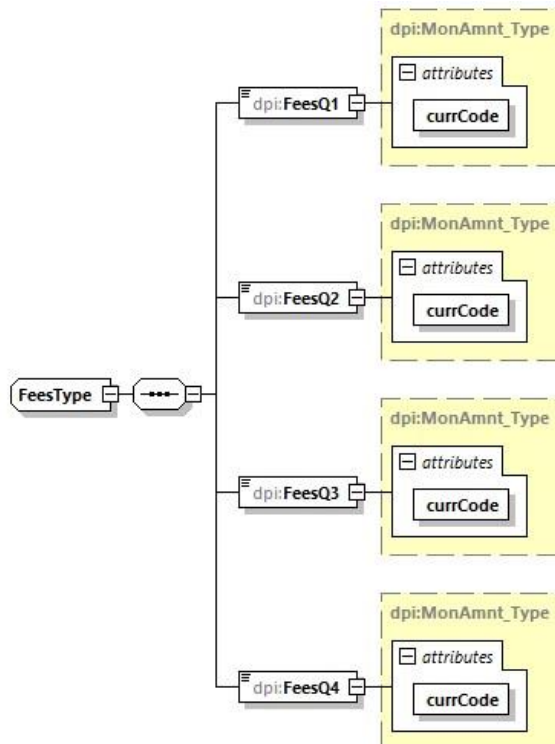 dpi:MonAmnt_Type
attributes
dpi:FeesQ1
currCode
dpi:MonAmnt_Type
attributes
dpi:FeesQ2
currCode
FeesType
dpi:MonAmnt_Type
attributes
dpi:FeesQ3
currCode
dpi:MonAmnt_Type
attributes
dpi:FeesQ4
currCode